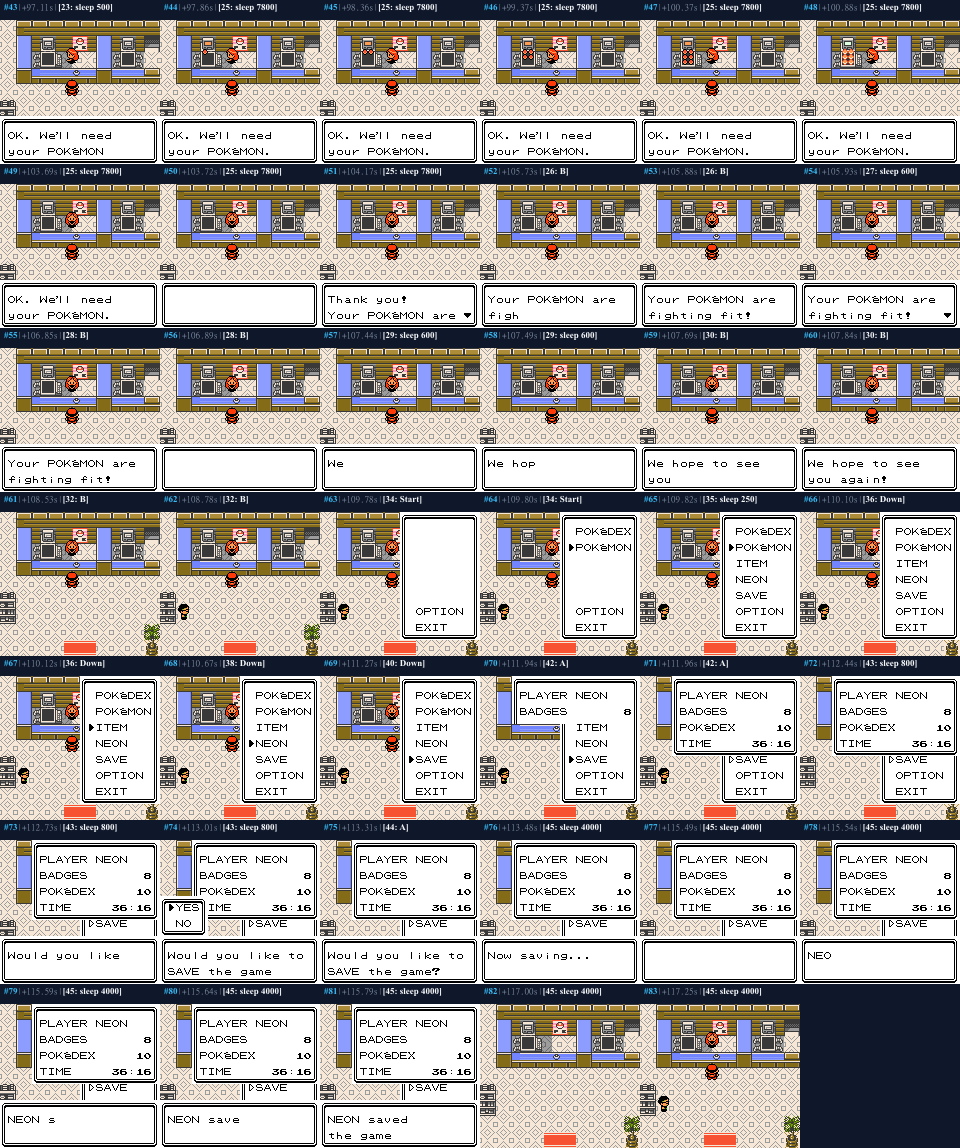 #43|+97.11s|[23: sleep 500]
#44|+97.86s|[25: sleep 7800]
#45|+98.36s|[25: sleep 7800]
#46|+99.37s|[25: sleep 7800]
#47|+100.37s|[25: sleep 7800]
#48|+100.88s|[25: sleep 7800]
OK. We'll need
your POKéMON
OK. We'll need
your POKéMON.
OK. We'll need
your POKéMON.
OK. We'll need
your POKéMON.
OK. We'll need
your POKéMON.
OK. We'll need
your POKéMON.
#49|+103.69s|[25: sleep 7800]
#50|+103.72s|[25: sleep 7800]
#51|+104.17s|[25: sleep 7800]
#52|+105.73s|[26: B]
#53|+105.88s|[26: B]
#54|+105.93s|[27: sleep 600]
OK. We'll need
your POKéMON.
Thank you!
Your POKéMON are ▼
Your POKéMON are
figh
Your POKéMON are
fighting fit!
Your POKéMON are
fighting fit! ▼
#55|+106.85s|[28: B]
#56|+106.89s|[28: B]
#57|+107.44s|[29: sleep 600]
#58|+107.49s|[29: sleep 600]
#59|+107.69s|[30: B]
#60|+107.84s|[30: B]
Your POKéMON are
fighting fit!
We
We hop
We hope to see
you
We hope to see
you again!
#61|+108.53s|[32: B]
#62|+108.78s|[32: B]
#63|+109.78s|[34: Start]
#64|+109.80s|[34: Start]
#65|+109.82s|[35: sleep 250]
#66|+110.10s|[36: Down]
OPTION
EXIT
POKéDEX
▶POKéMON
OPTION
EXIT
POKéDEX
▶POKéMON
ITEM
NEON
SAVE
OPTION
EXIT
POKéDEX
POKéMON
ITEM
NEON
SAVE
OPTION
EXIT
#67|+110.12s|[36: Down]
#68|+110.67s|[38: Down]
#69|+111.27s|[40: Down]
#70|+111.94s|[42: A]
#71|+111.96s|[42: A]
#72|+112.44s|[43: sleep 800]
POKéDEX
POKéMON
▶ITEM
NEON
SAVE
OPTION
EXIT
POKéDEX
POKéMON
ITEM
▶NEON
SAVE
OPTION
EXIT
POKéDEX
POKéMON
ITEM
NEON
▶SAVE
OPTION
EXIT
PLAYER NEON
BADGES 8
ITEM
NEON
▶SAVE
OPTION
EXIT
PLAYER NEON
BADGES 8
POKéDEX 10
TIME 36:16
▷SAVE
OPTION
EXIT
PLAYER NEON
BADGES 8
POKéDEX 10
TIME 36:16
▷SAVE
OPTION
EXIT
#73|+112.73s|[43: sleep 800]
#74|+113.01s|[43: sleep 800]
#75|+113.31s|[44: A]
#76|+113.48s|[45: sleep 4000]
#77|+115.49s|[45: sleep 4000]
#78|+115.54s|[45: sleep 4000]
PLAYER NEON
BADGES 8
POKéDEX 10
TIME 36:16
▷SAVE
Would you like
PLAYER NEON
BADGES 8
POKéDEX 10
IME 36:16
▶YES
NO
▷SAVE
Would you like to
SAVE the game
PLAYER NEON
BADGES 8
POKéDEX 10
TIME 36:16
▷SAVE
Would you like to
SAVE the game?
PLAYER NEON
BADGES 8
POKéDEX 10
TIME 36:16
▷SAVE
Now saving...
PLAYER NEON
BADGES 8
POKéDEX 10
TIME 36:16
▷SAVE
PLAYER NEON
BADGES 8
POKéDEX 10
TIME 36:16
▷SAVE
NEO
#79|+115.59s|[45: sleep 4000]
#80|+115.64s|[45: sleep 4000]
#81|+115.79s|[45: sleep 4000]
#82|+117.00s|[45: sleep 4000]
#83|+117.25s|[45: sleep 4000]
PLAYER NEON
BADGES 8
POKéDEX 10
TIME 36:16
▷SAVE
NEON s
PLAYER NEON
BADGES 8
POKéDEX 10
TIME 36:16
▷SAVE
NEON save
PLAYER NEON
BADGES 8
POKéDEX 10
TIME 36:16
▷SAVE
NEON saved
the game